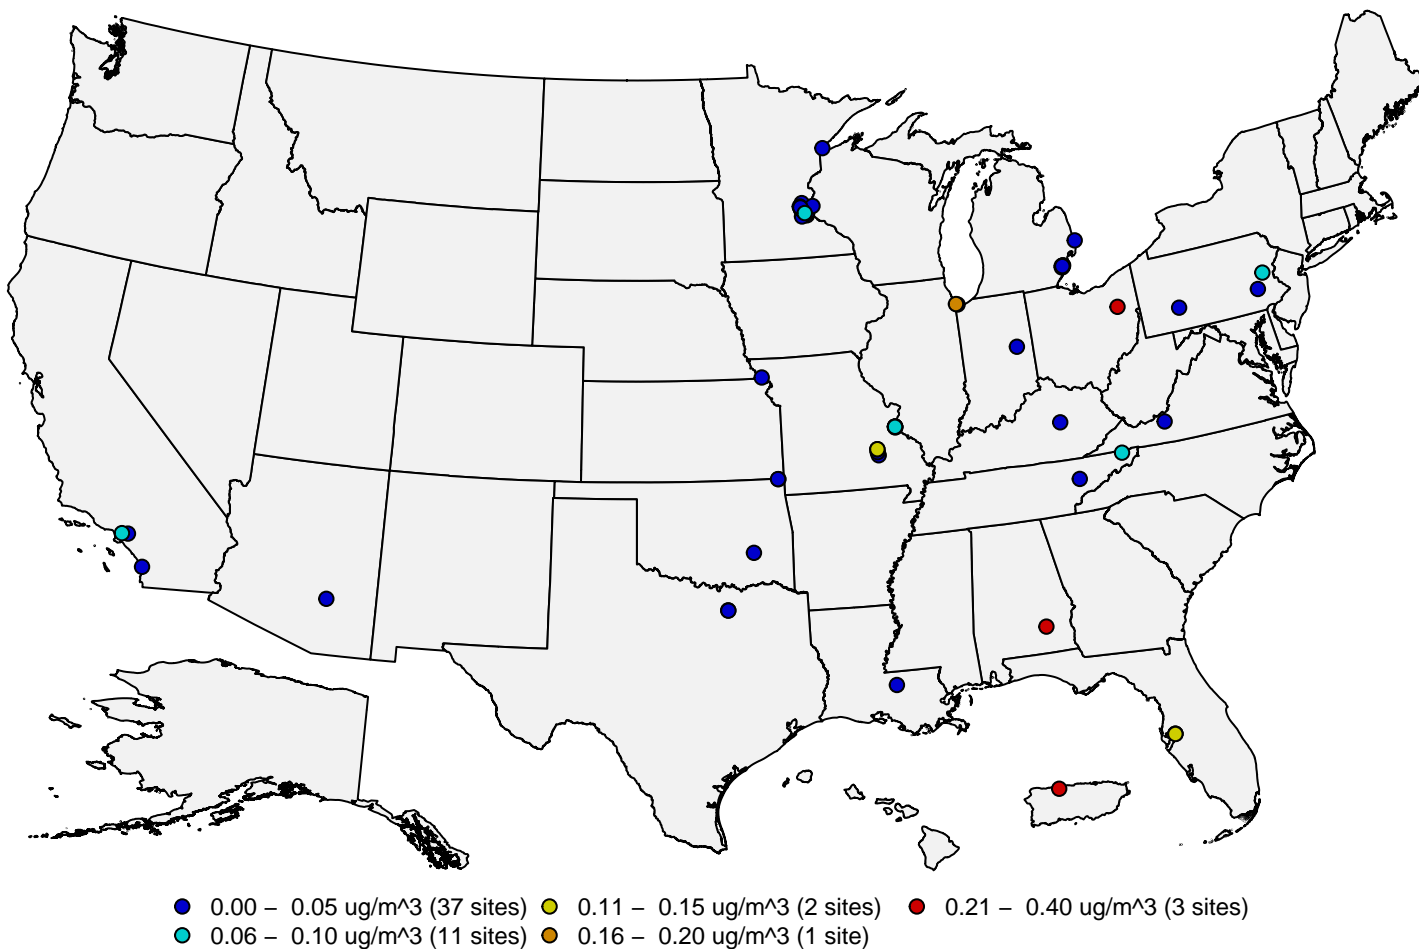 0.00 – 0.05 ug/m^3 (37 sites) 0.11 – 0.15 ug/m^3 (2 sites) 0.21 – 0.40 ug/m^3 (3 sites)
0.06 – 0.10 ug/m^3 (11 sites) 0.16 – 0.20 ug/m^3 (1 site)